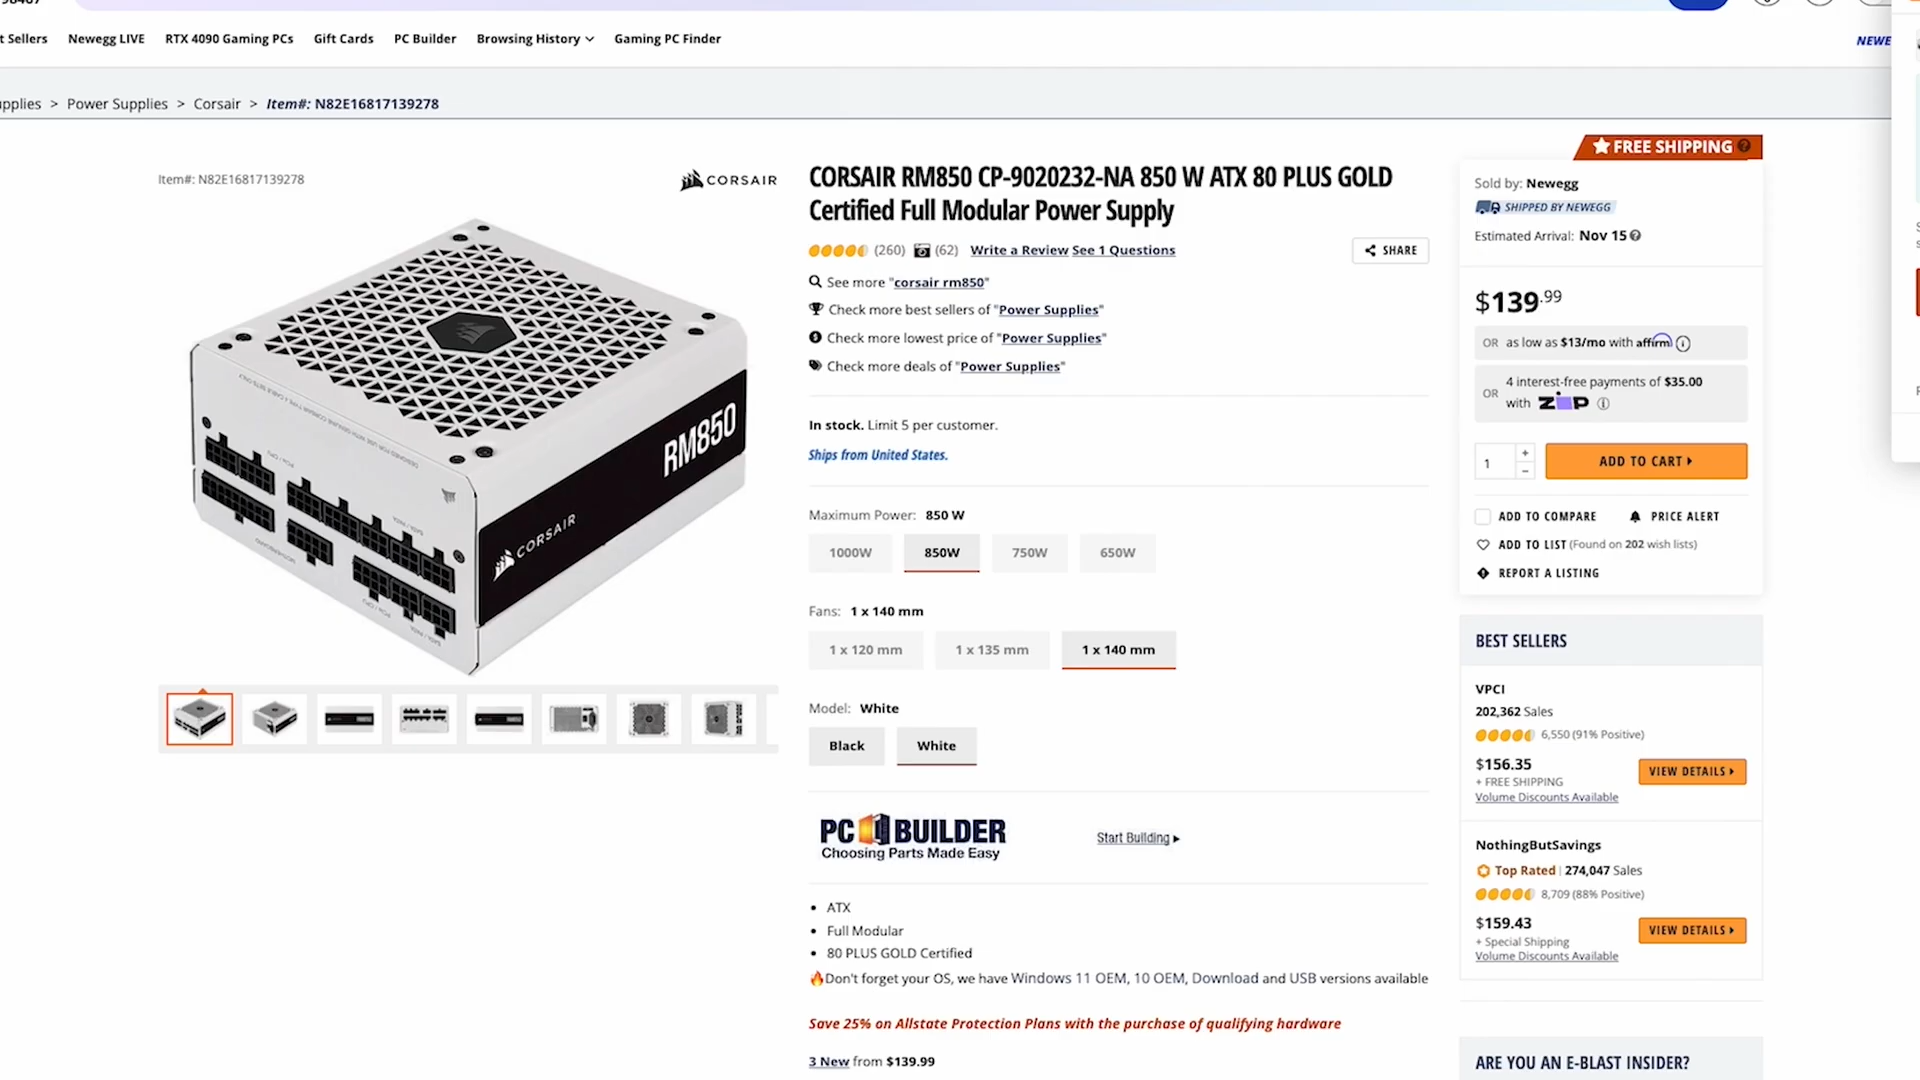 t Sellers
Newegg LIVE
RTX 4090 Gaming PCs
Gift Cards
PC Builder
Browsing History
Gaming PC Finder
NEWE
Power Supplies > Corsair > Item#: N82E16817139278
Item#: N82E16817139278
CORSAIR
CORSAIR RM850 CP-9020232-NA 850 W ATX 80 PLUS GOLD
Certified Full Modular Power Supply
(260) (62) Write a Review See 1 Questions
SHARE
See more "corsair rm850"
Check more best sellers of "Power Supplies"
Check more lowest price of "Power Supplies"
Check more deals of "Power Supplies"
In stock. Limit 5 per customer.
Ships from United States.
Maximum Power: 850 W
1000W 850W 750W 650W
Fans: 1 x 140 mm
1 x 120 mm 1 x 135 mm 1 x 140 mm
Model: White
Black White
PC BUILDER
Choosing Parts Made Easy
Start Building
• ATX
• Full Modular
• 80 PLUS GOLD Certified
🔥Don't forget your OS, we have Windows 11 OEM, 10 OEM, Download and USB versions available
Save 25% on Allstate Protection Plans with the purchase of qualifying hardware
3 New from $139.99
RM850
CORSAIR
MOTHERBOARD
FREE SHIPPING
Sold by: Newegg
SHIPPED BY NEWEGG
Estimated Arrival: Nov 15
$139.99
OR as low as $13/mo with affirm
OR 4 interest-free payments of $35.00
with ZIP
1 + −
ADD TO CART
ADD TO COMPARE
PRICE ALERT
ADD TO LIST (Found on 202 wish lists)
REPORT A LISTING
BEST SELLERS
VPCI
202,362 Sales
6,550 (91% Positive)
$156.35
+ FREE SHIPPING
Volume Discounts Available
VIEW DETAILS
NothingButSavings
Top Rated | 274,047 Sales
8,709 (88% Positive)
$159.43
+ Special Shipping
Volume Discounts Available
VIEW DETAILS
ARE YOU AN E-BLAST INSIDER?